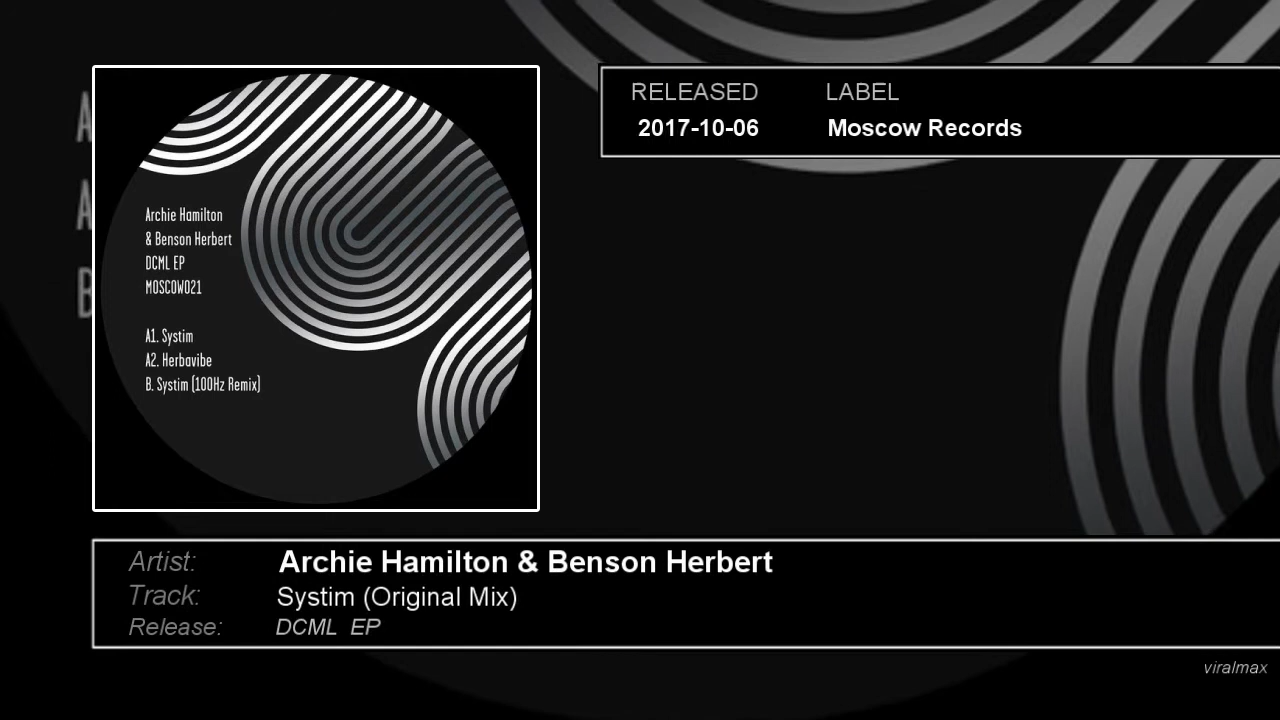 RELEASED LABEL
2017-10-06 Moscow Records
A
A
B
Archie Hamilton
& Benson Herbert
DCML EP
MOSCOW021
A1. Systim
A2. Herbavibe
B. Systim (100Hz Remix)
Artist: Archie Hamilton & Benson Herbert
Track: Systim (Original Mix)
Release: DCML EP
viralmax